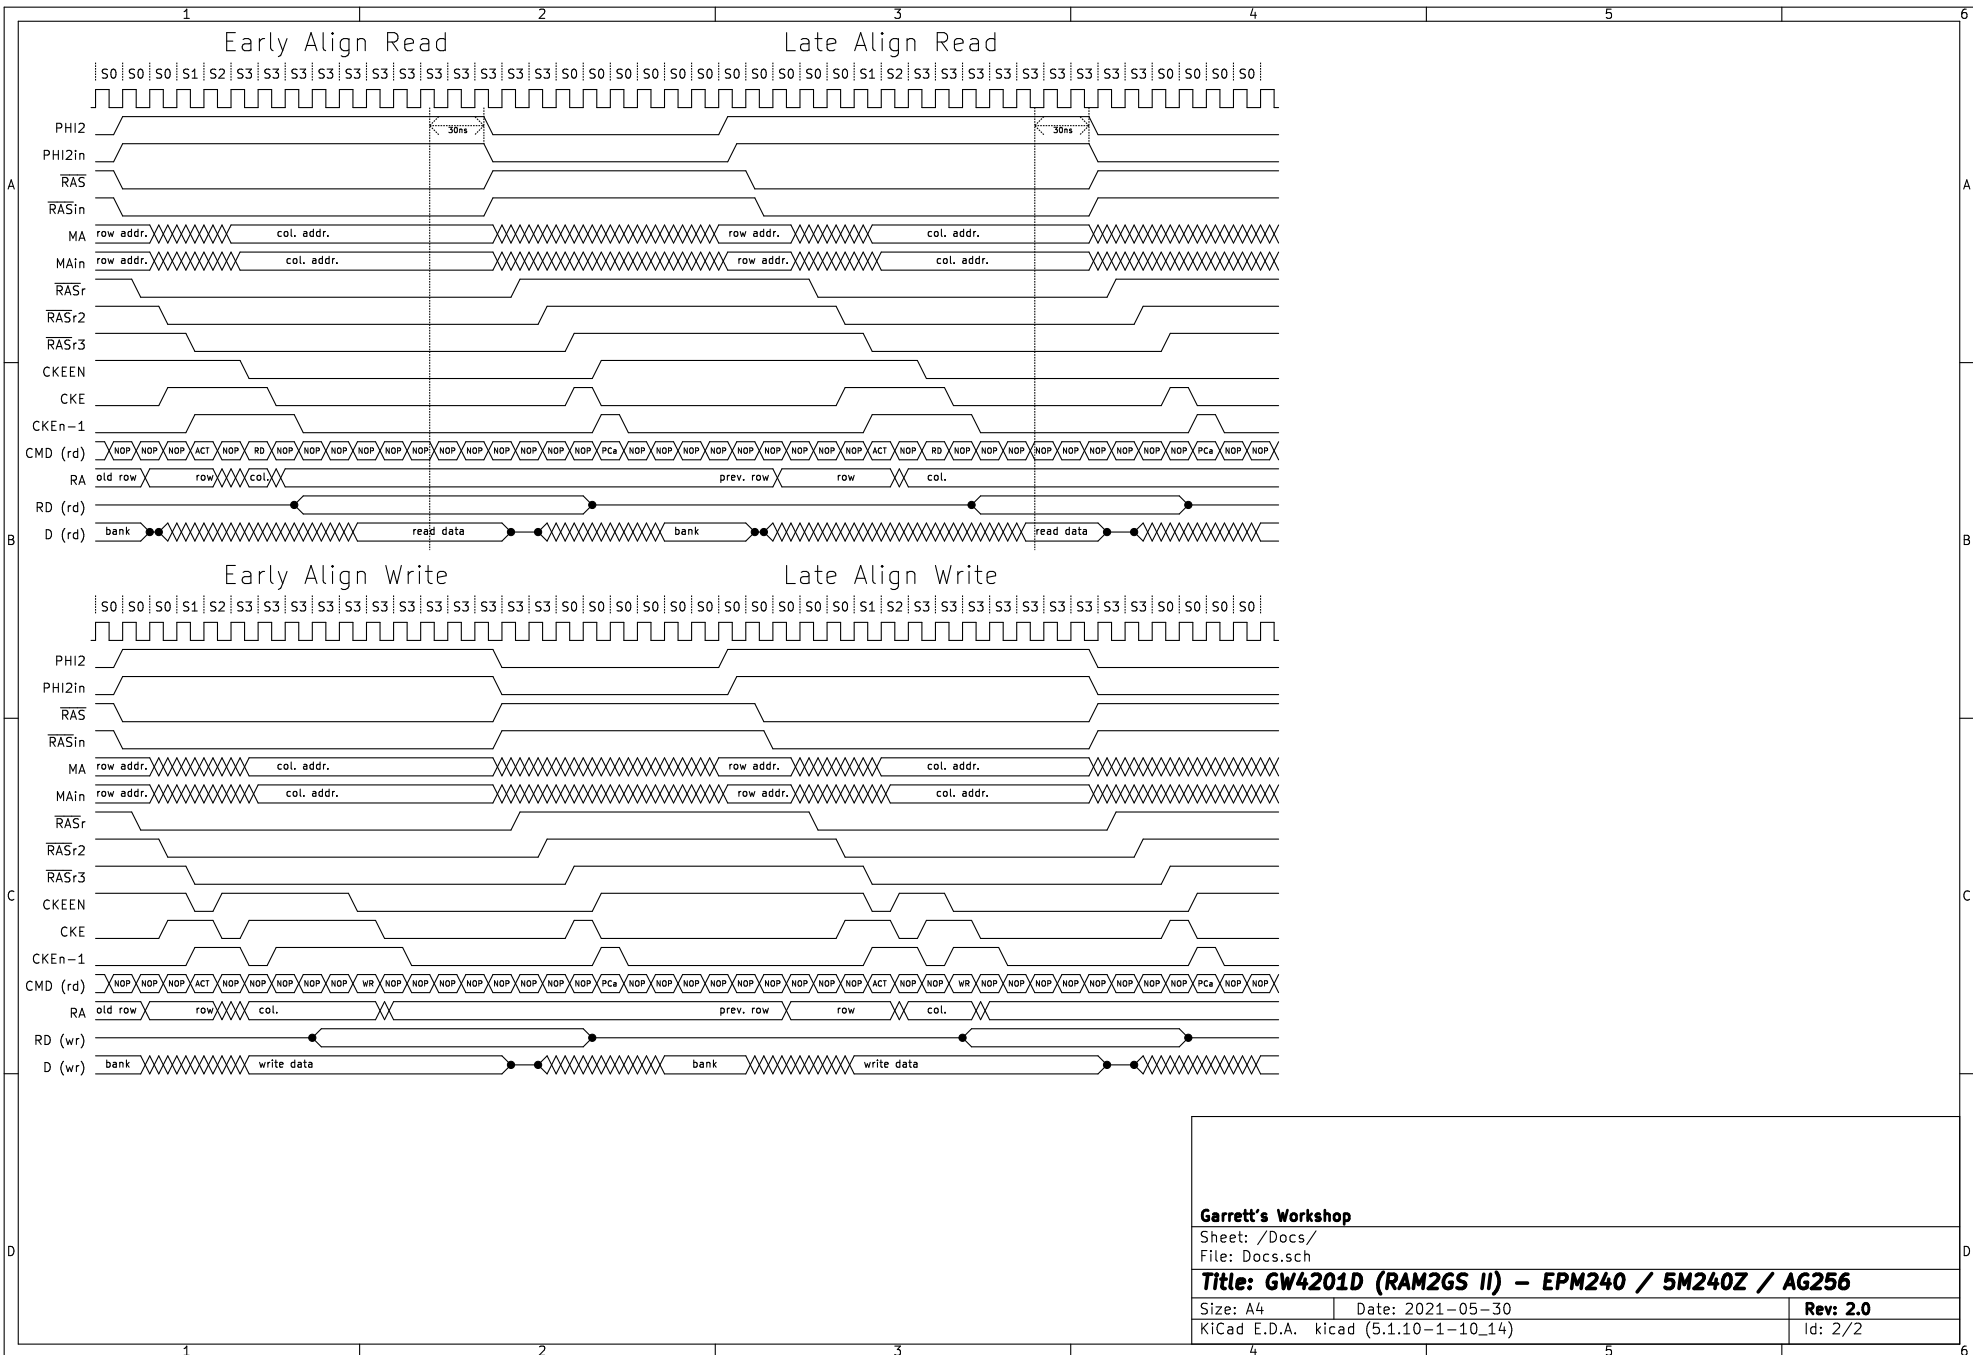 1 2 3 4 5 6
Early Align Read Late Align Read
S0 S0 S0 S1 S2 S3 S3 S3 S3 S3 S3 S3 S3 S3 S3 S3 S3 S0 S0 S0 S0 S0 S0 S0 S0 S0 S0 S0 S1 S2 S3 S3 S3 S3 S3 S3 S3 S3 S3 S0 S0 S0 S0
PHI2 30ns 30ns
PHI2in
A RAS A
RASin
MA row addr. col. addr. row addr. col. addr.
MAin row addr. col. addr. row addr. col. addr.
RASr
RASr2
RASr3
CKEEN
CKE
CKEn-1
CMD (rd) NOP NOP NOP ACT NOP RD NOP NOP NOP NOP NOP NOP NOP NOP NOP NOP NOP NOP PCa NOP NOP NOP NOP NOP NOP NOP NOP NOP ACT NOP RD NOP NOP NOP NOP NOP NOP NOP NOP NOP PCa NOP NOP
RA old row row col. prev. row row col.
RD (rd)
B D (rd) bank read data bank read data B
Early Align Write Late Align Write
S0 S0 S0 S1 S2 S3 S3 S3 S3 S3 S3 S3 S3 S3 S3 S3 S3 S0 S0 S0 S0 S0 S0 S0 S0 S0 S0 S0 S1 S2 S3 S3 S3 S3 S3 S3 S3 S3 S3 S0 S0 S0 S0
PHI2
PHI2in
RAS
RASin
MA row addr. col. addr. row addr. col. addr.
MAin row addr. col. addr. row addr. col. addr.
RASr
RASr2
RASr3
C CKEEN C
CKE
CKEn-1
CMD (rd) NOP NOP NOP ACT NOP NOP NOP NOP NOP WR NOP NOP NOP NOP NOP NOP NOP NOP PCa NOP NOP NOP NOP NOP NOP NOP NOP NOP ACT NOP NOP WR NOP NOP NOP NOP NOP NOP NOP NOP PCa NOP NOP
RA old row row col. prev. row row col.
RD (wr)
D (wr) bank write data bank write data
Garrett's Workshop
Sheet: /Docs/
D D
File: Docs.sch
Title: GW4201D (RAM2GS II) - EPM240 / 5M240Z / AG256
Size: A4 Date: 2021-05-30 Rev: 2.0
KiCad E.D.A. kicad (5.1.10-1-10_14) Id: 2/2
1 2 3 4 5 6